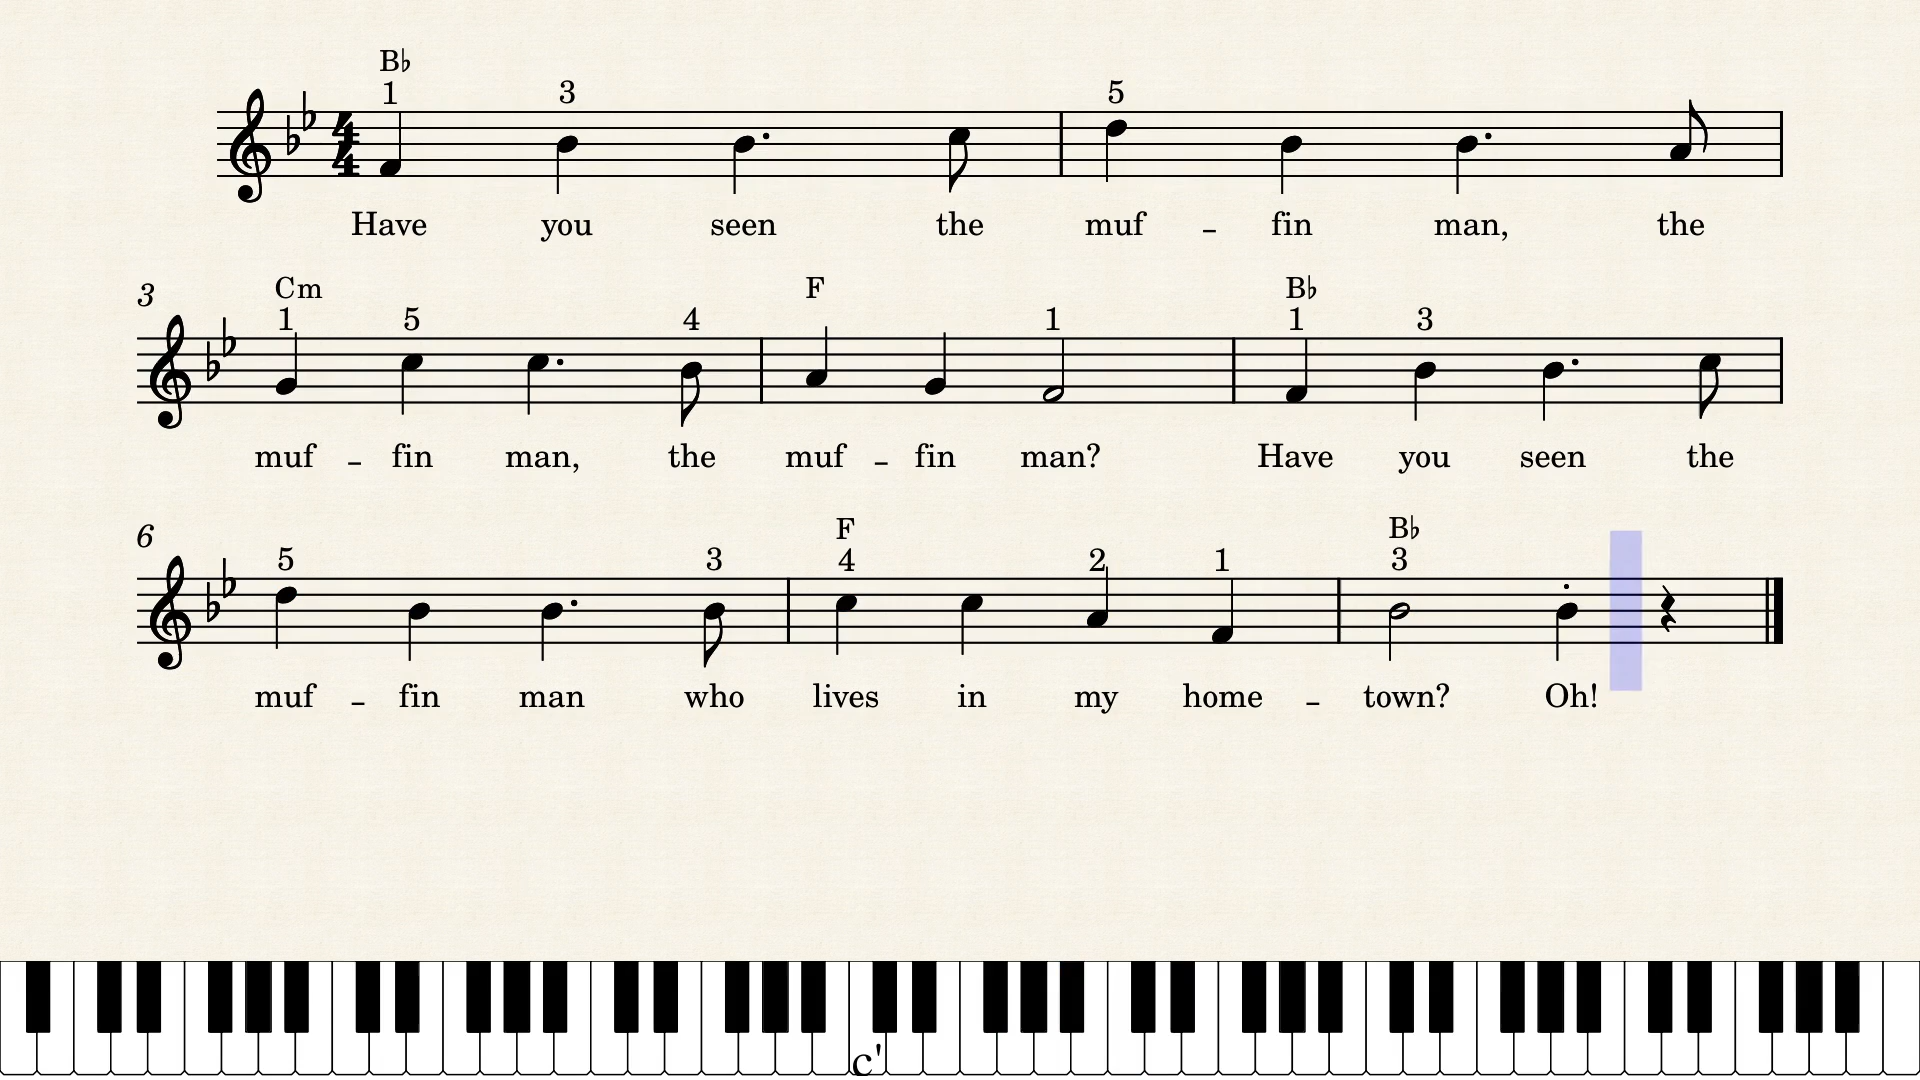 B♭
1 3 5
4
4
Have you seen the muf – fin man, the
3
Cm F B♭
1 5 4 1 1 3
muf – fin man, the muf – fin man? Have you seen the
6
F B♭
5 3 4 2 1 3
muf – fin man who lives in my home – town? Oh!
c'